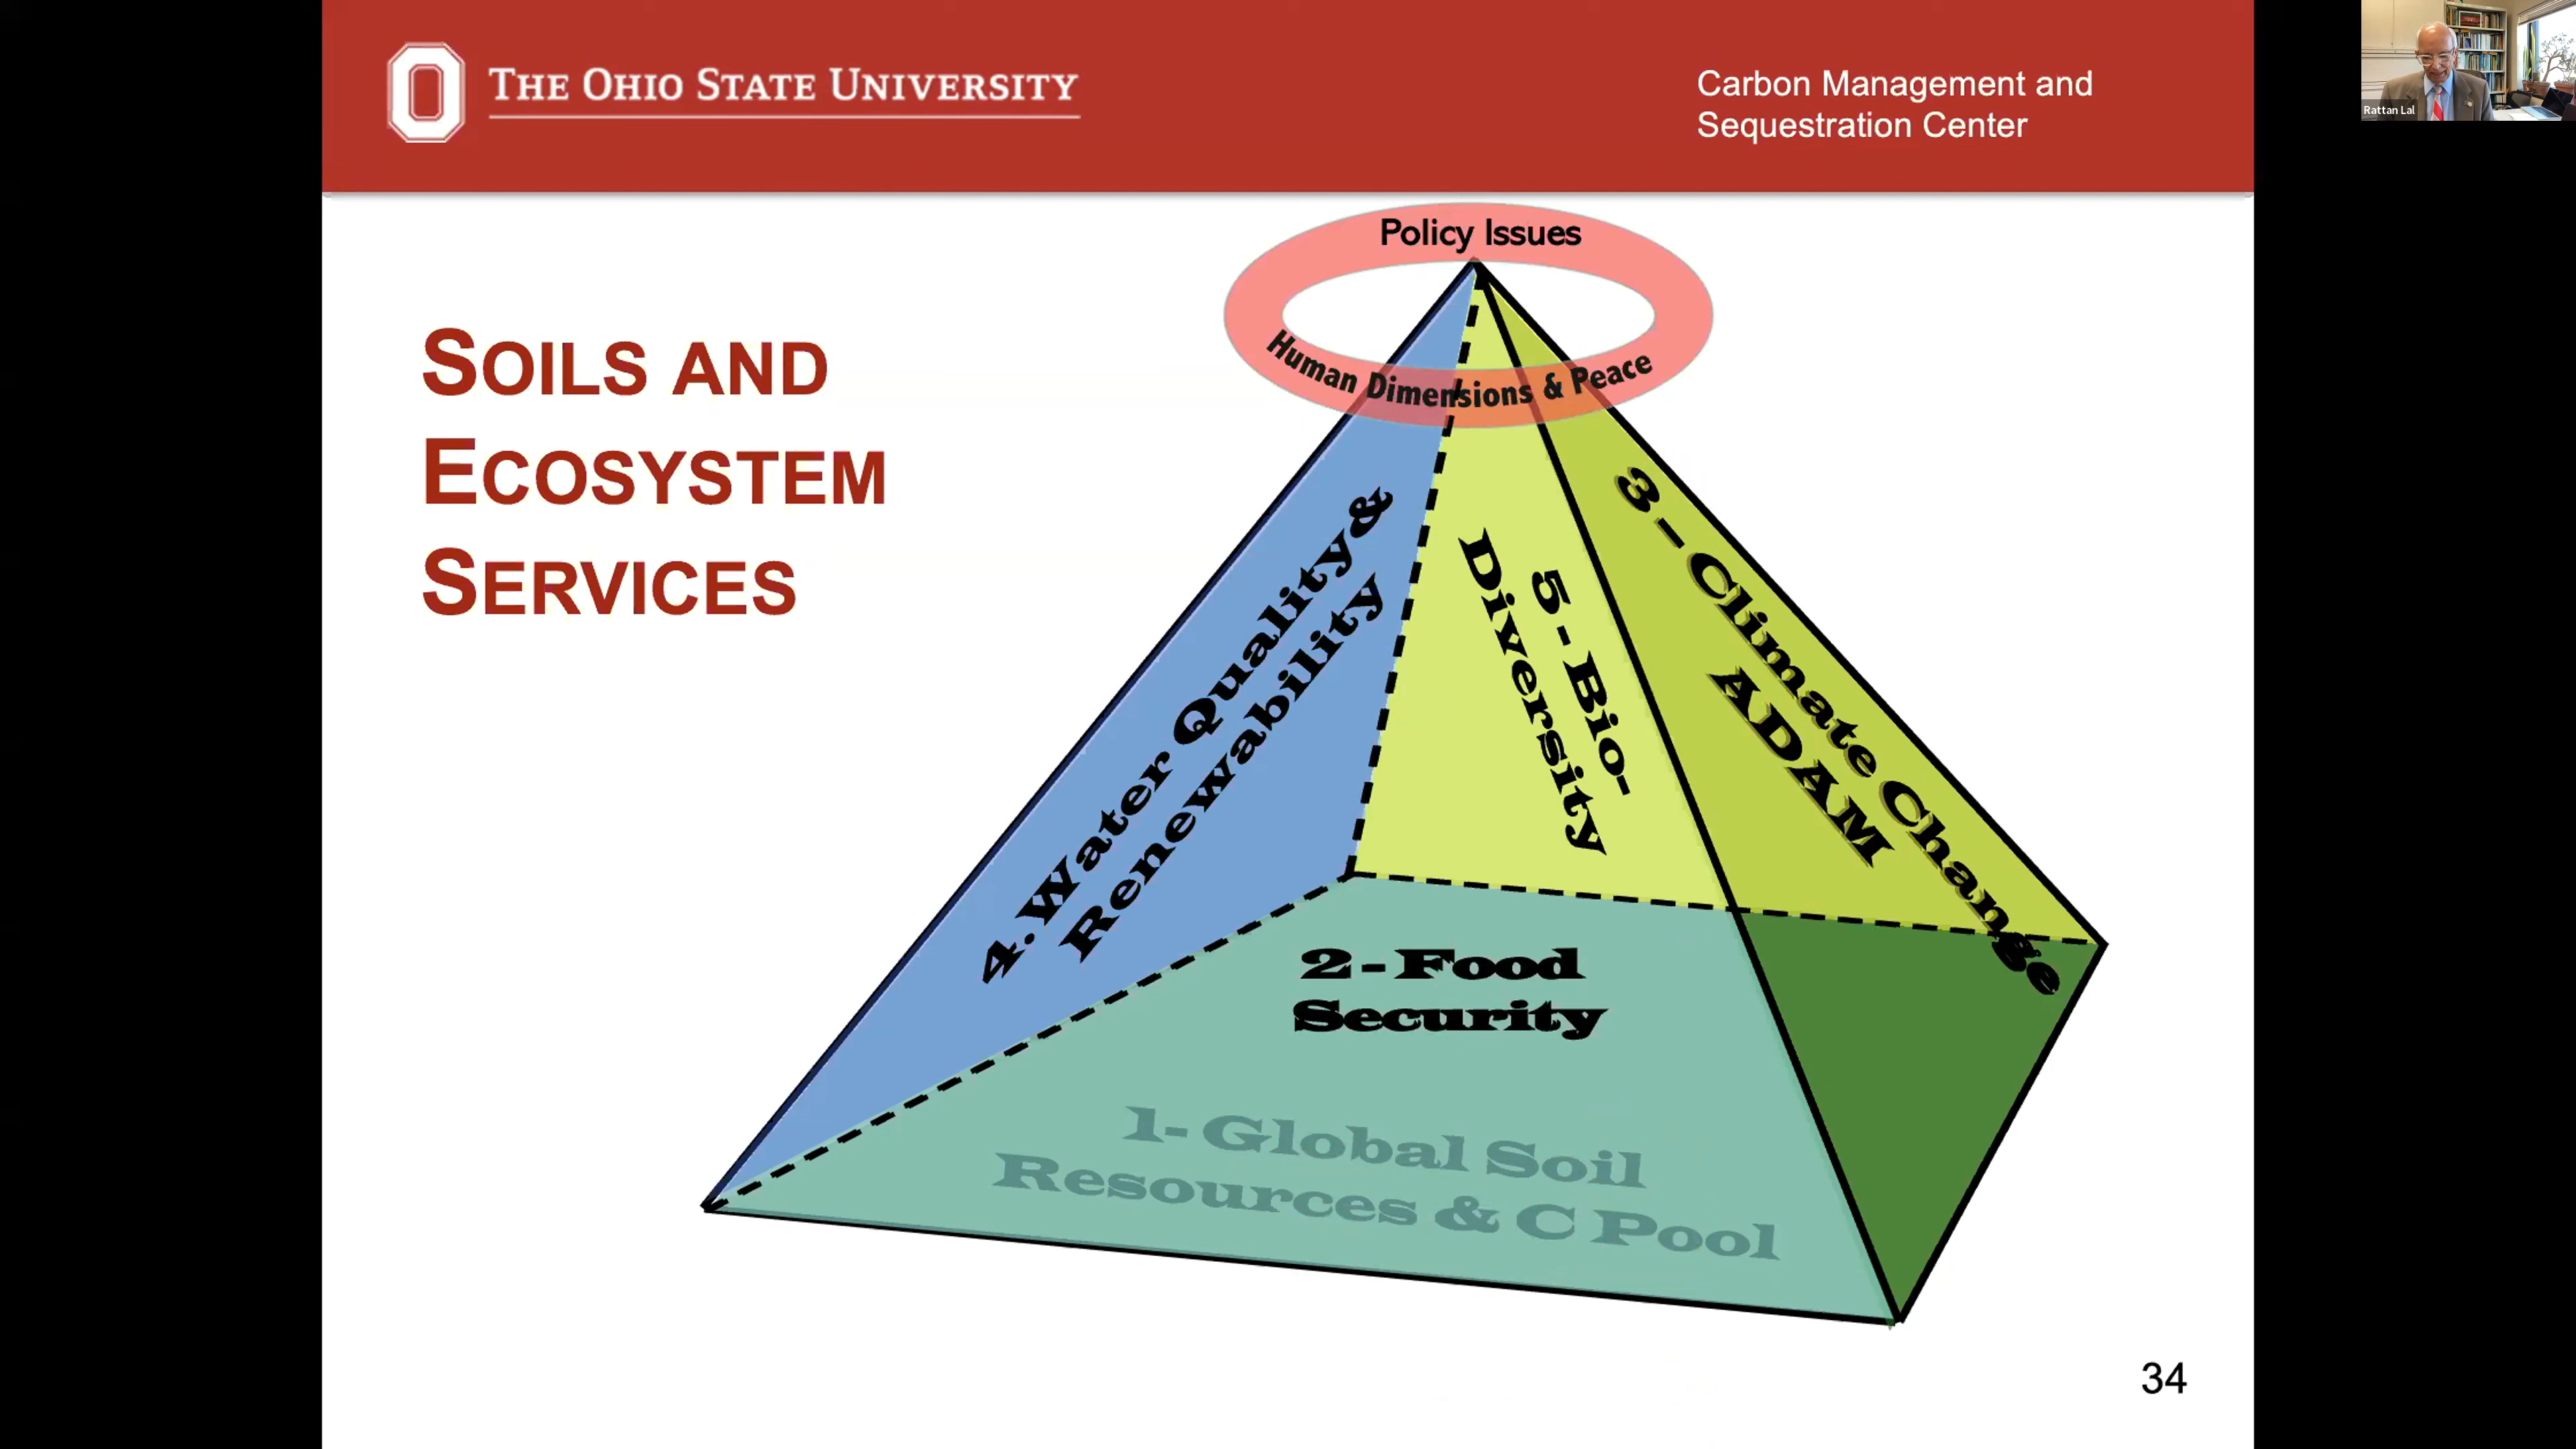 THE OHIO STATE UNIVERSITY
Carbon Management and
Sequestration Center
Rattan Lal
SOILS AND
ECOSYSTEM
SERVICES
Policy Issues
Human Dimensions & Peace
4.Water Quality&
Renewability
5 - Bio-
Diversity
3 - Climate Change
ADAM
2 - Food
Security
1- Global Soil
Resources & C Pool
34